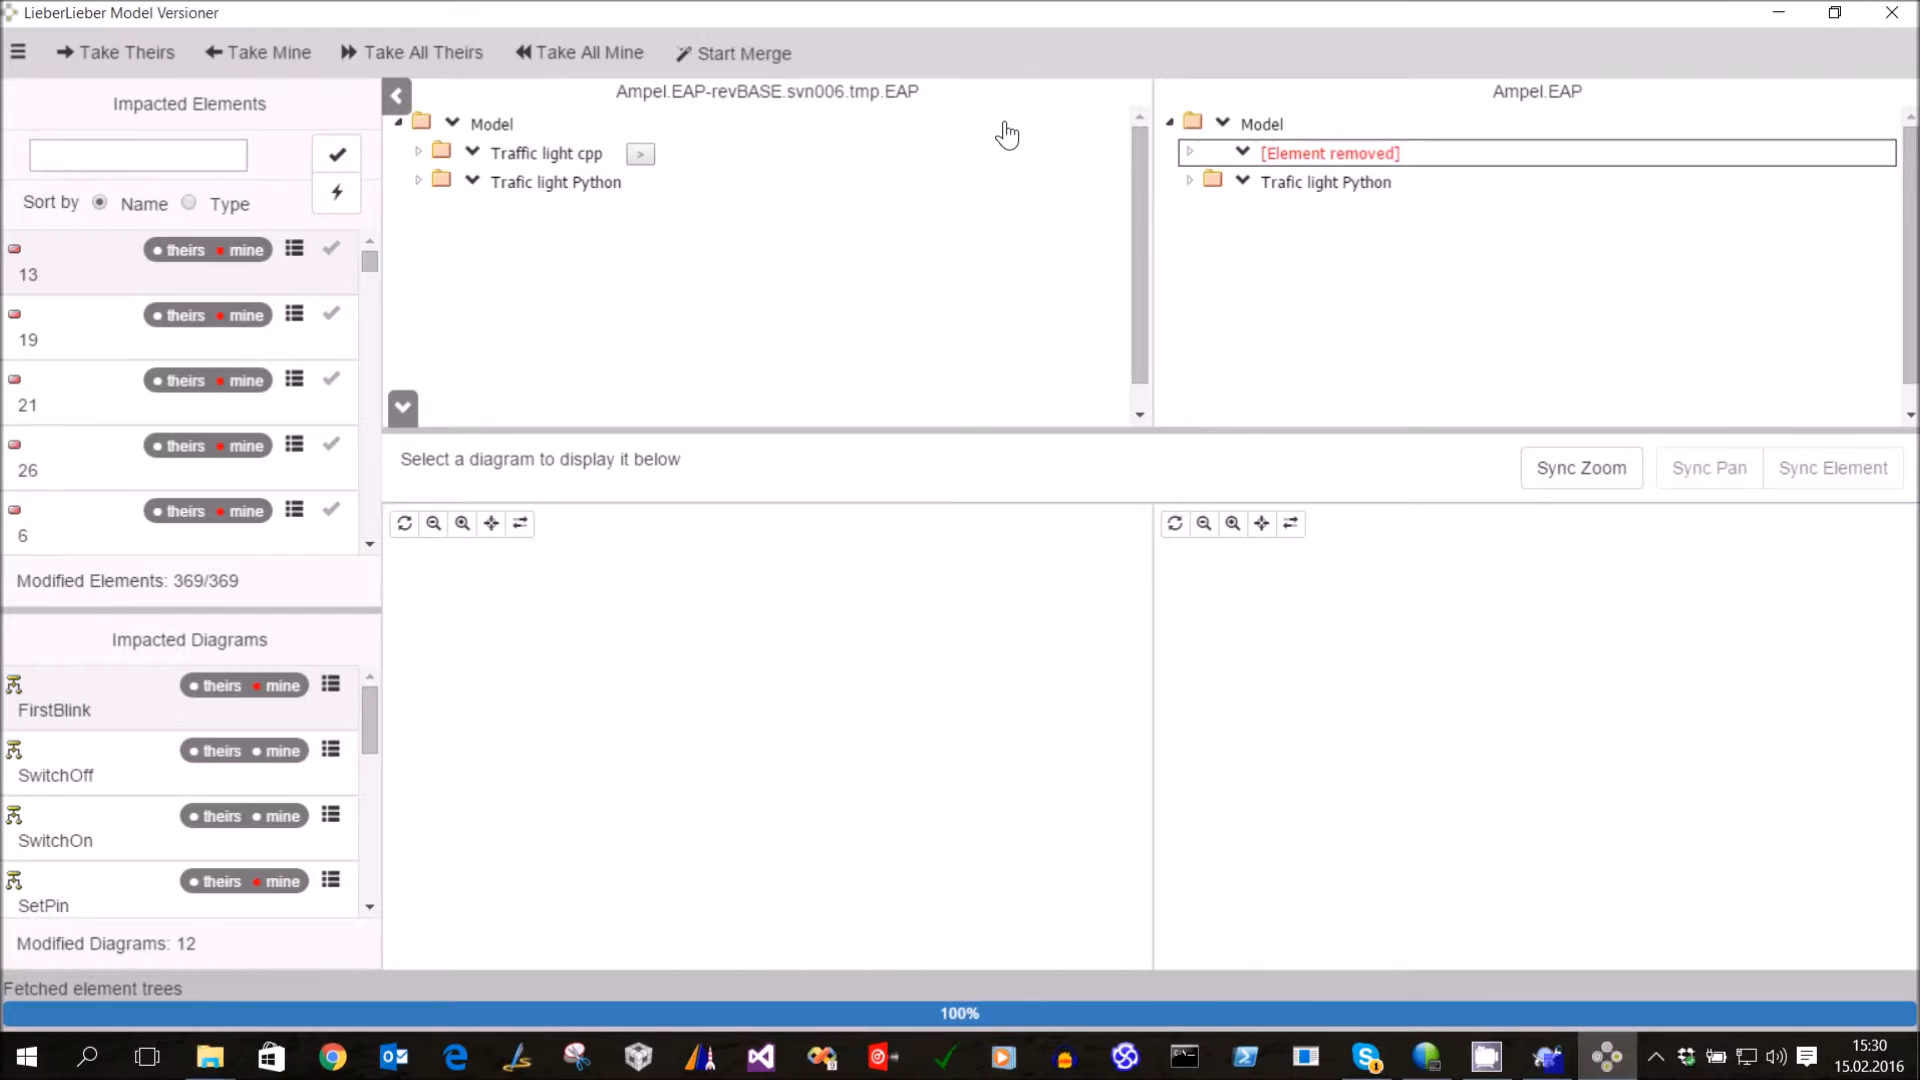 LieberLieber Model Versioner
Take Theirs Take Mine Take All Theirs Take All Mine Start Merge
Impacted Elements
Sort by Name Type
theirs mine
13
theirs mine
19
theirs mine
21
theirs mine
26
theirs mine
6
Modified Elements: 369/369
Impacted Diagrams
theirs mine
FirstBlink
theirs mine
SwitchOff
theirs mine
SwitchOn
theirs mine
SetPin
Modified Diagrams: 12
Ampel.EAP-revBASE.svn006.tmp.EAP
Model
Traffic light cpp >
Trafic light Python
Ampel.EAP
Model
[Element removed]
Trafic light Python
Select a diagram to display it below
Sync Zoom Sync Pan Sync Element
Fetched element trees
100%
15:30
15.02.2016